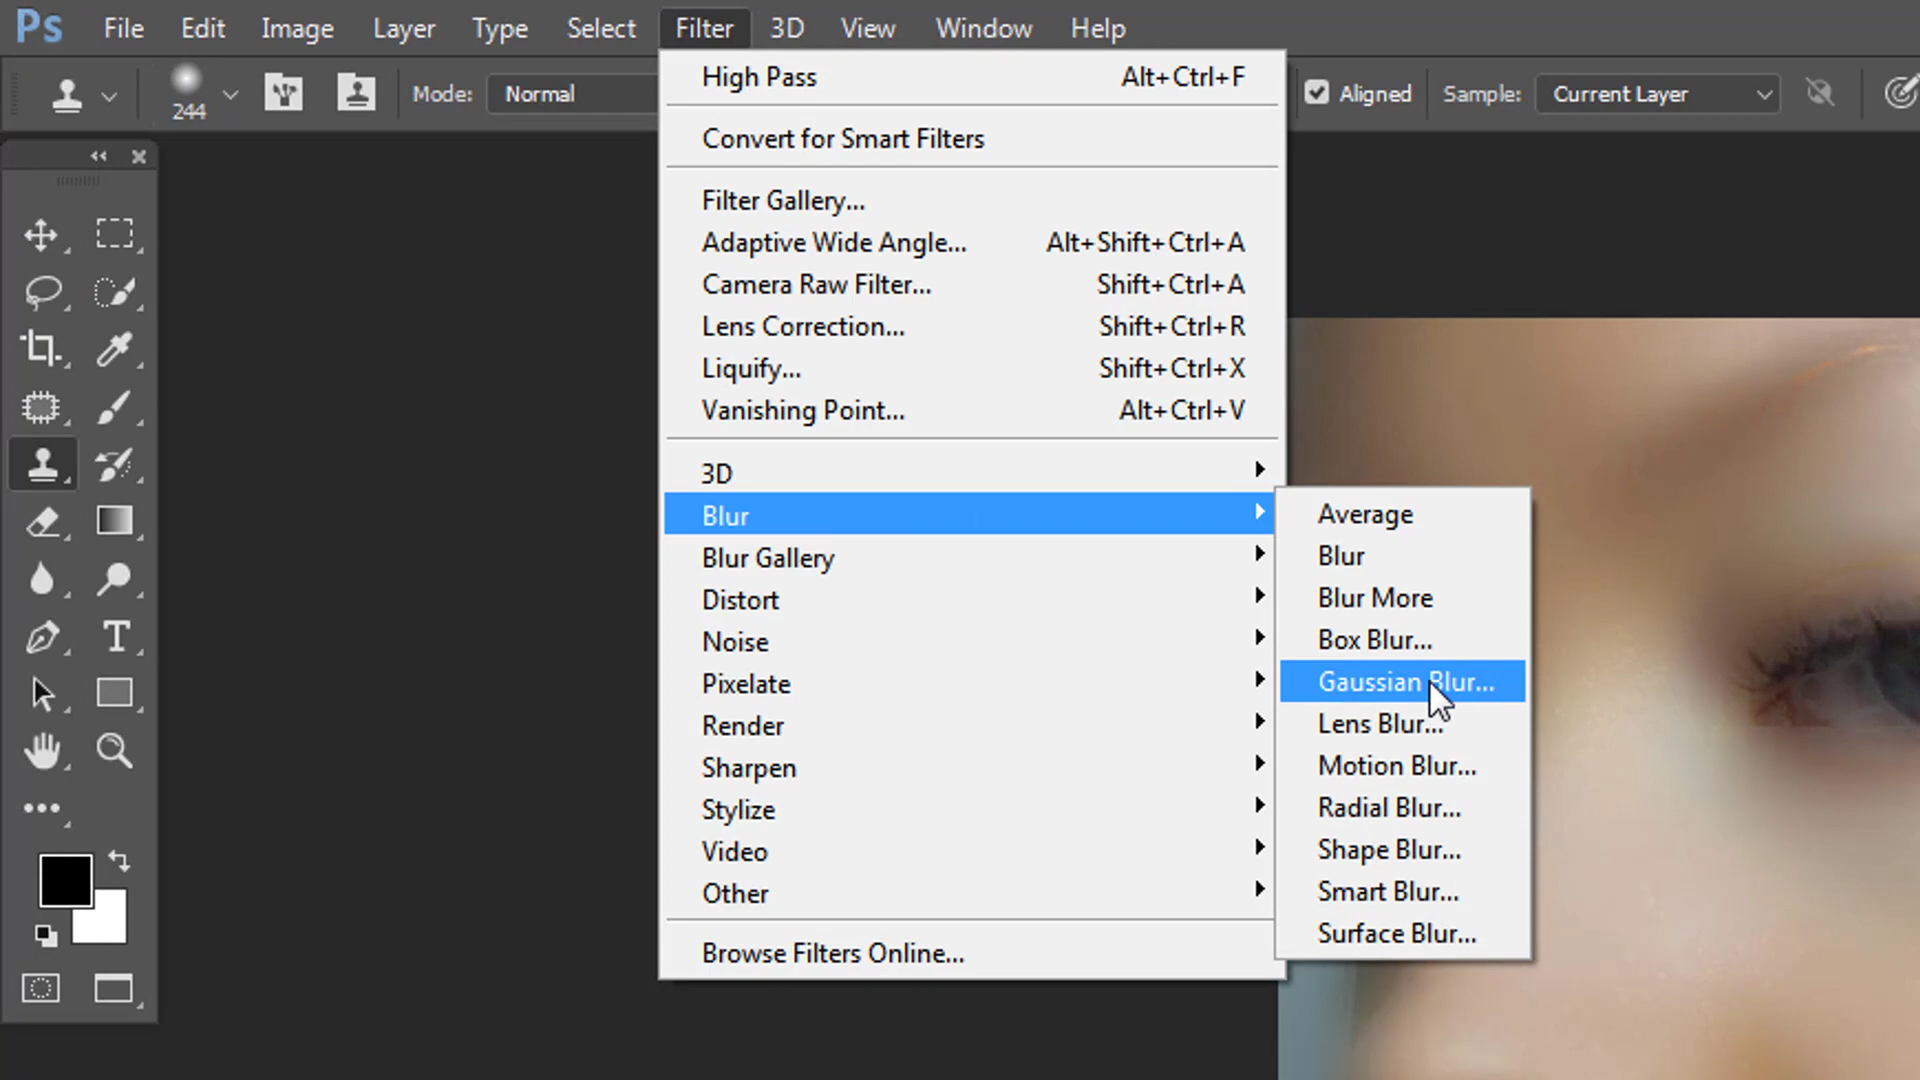 Ps File Edit Image Layer Type Select Filter 3D View Window Help
244 Mode: Normal Aligned Sample: Current Layer
High Pass Alt+Ctrl+F
Convert for Smart Filters
Filter Gallery...
Adaptive Wide Angle... Alt+Shift+Ctrl+A
Camera Raw Filter... Shift+Ctrl+A
Lens Correction... Shift+Ctrl+R
Liquify... Shift+Ctrl+X
Vanishing Point... Alt+Ctrl+V
3D
Blur
Blur Gallery
Distort
Noise
Pixelate
Render
Sharpen
Stylize
Video
Other
Browse Filters Online...
Average
Blur
Blur More
Box Blur...
Gaussian Blur...
Lens Blur...
Motion Blur...
Radial Blur...
Shape Blur...
Smart Blur...
Surface Blur...
T